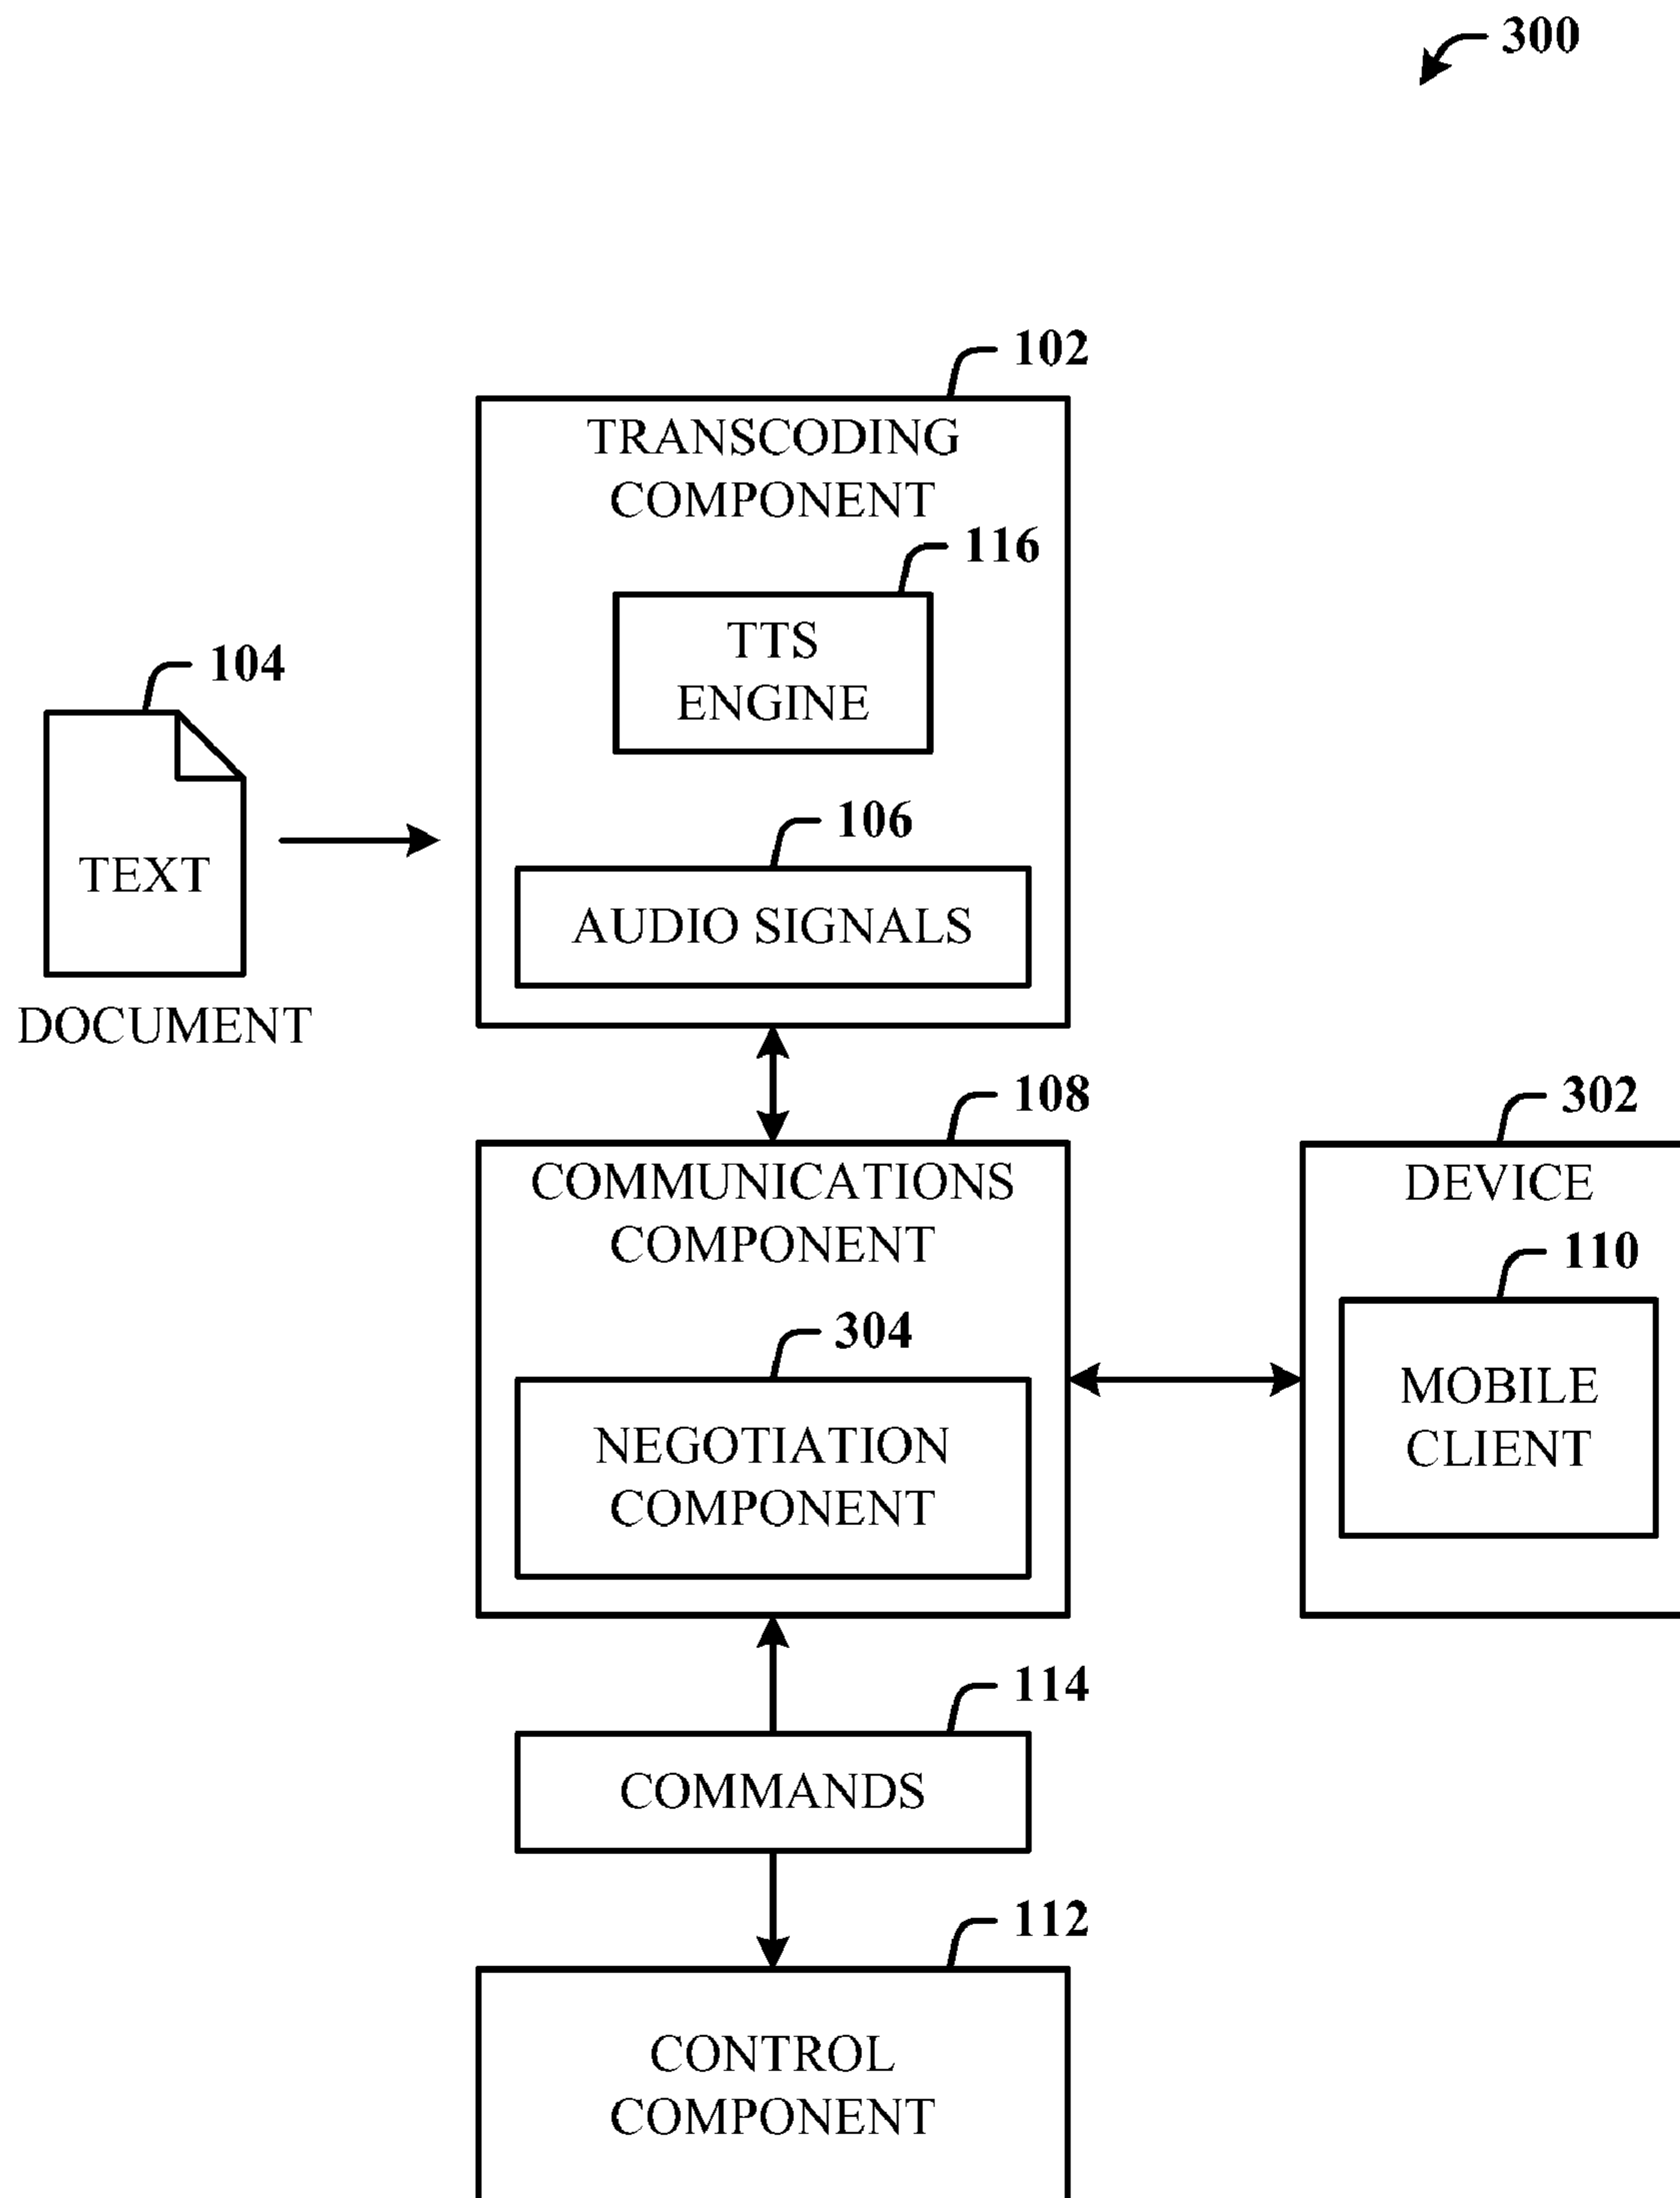 300
102
TRANSCODING
COMPONENT
116
TTS
ENGINE
104
TEXT
DOCUMENT
106
AUDIO SIGNALS
108
COMMUNICATIONS
COMPONENT
304
NEGOTIATION
COMPONENT
302
DEVICE
110
MOBILE
CLIENT
114
COMMANDS
112
CONTROL
COMPONENT